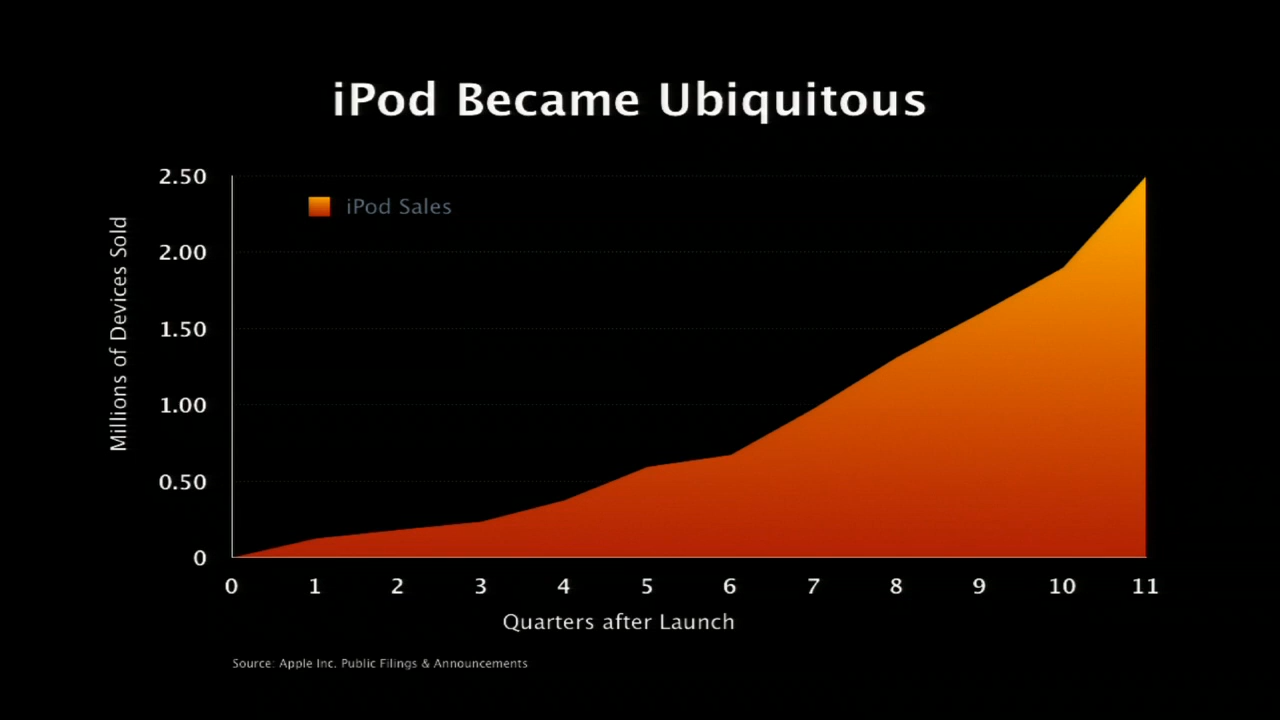 iPod Became Ubiquitous
2.50
iPod Sales
2.00
1.50
1.00
0.50
0
Millions of Devices Sold
0 1 2 3 4 5 6 7 8 9 10 11
Quarters after Launch
Source: Apple Inc. Public Filings & Announcements